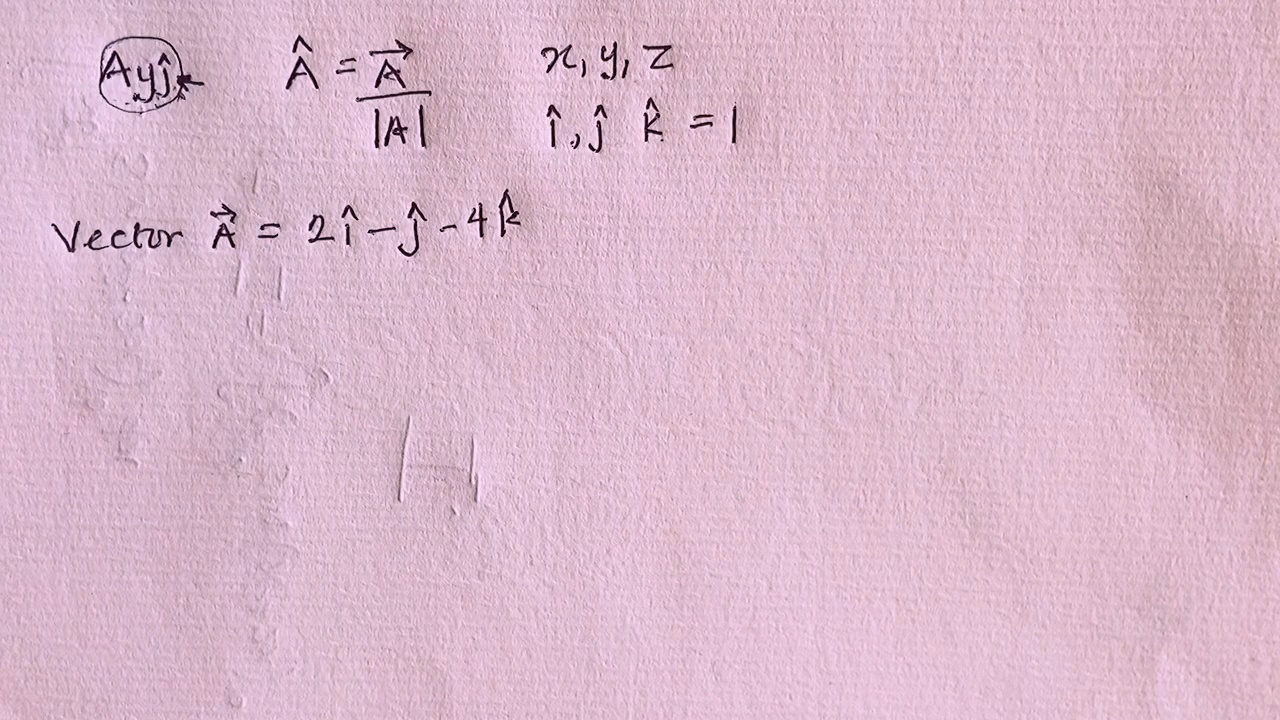 Ayĵ Â = A⃗ / |A| x, y, z
î, ĵ k̂ = 1
Vector A⃗ = 2î - ĵ - 4k̂